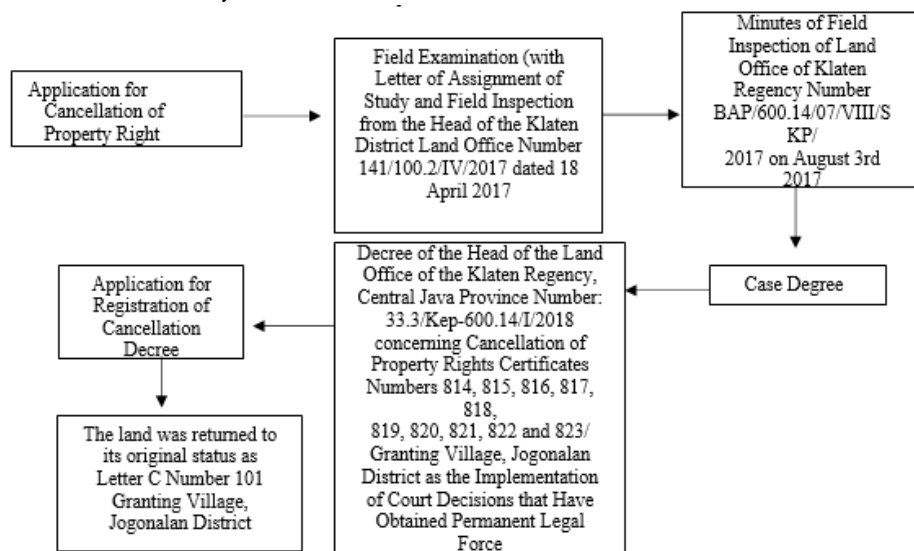 Application for
Cancellation of
Property Right
Field Examination (with
Letter of Assignment of
Study and Field Inspection
from the Head of the Klaten
District Land Office Number
141/100.2/IV/2017 dated 18
April 2017
Minutes of Field
Inspection of Land
Office of Klaten
Regency Number
BAP/600.14/07/VIII/S
KP/
2017 on August 3rd
2017
Case Degree
Decree of the Head of the Land
Office of the Klaten Regency,
Central Java Province Number:
33.3/Kep-600.14/I/2018
concerning Cancellation of
Property Rights Certificates
Numbers 814, 815, 816, 817,
818,
819, 820, 821, 822 and 823/
Granting Village, Jogonalan
District as the Implementation
of Court Decisions that Have
Obtained Permanent Legal
Force
Application for
Registration of
Cancellation
Decree
The land was returned to
its original status as
Letter C Number 101
Granting Village,
Jogonalan District